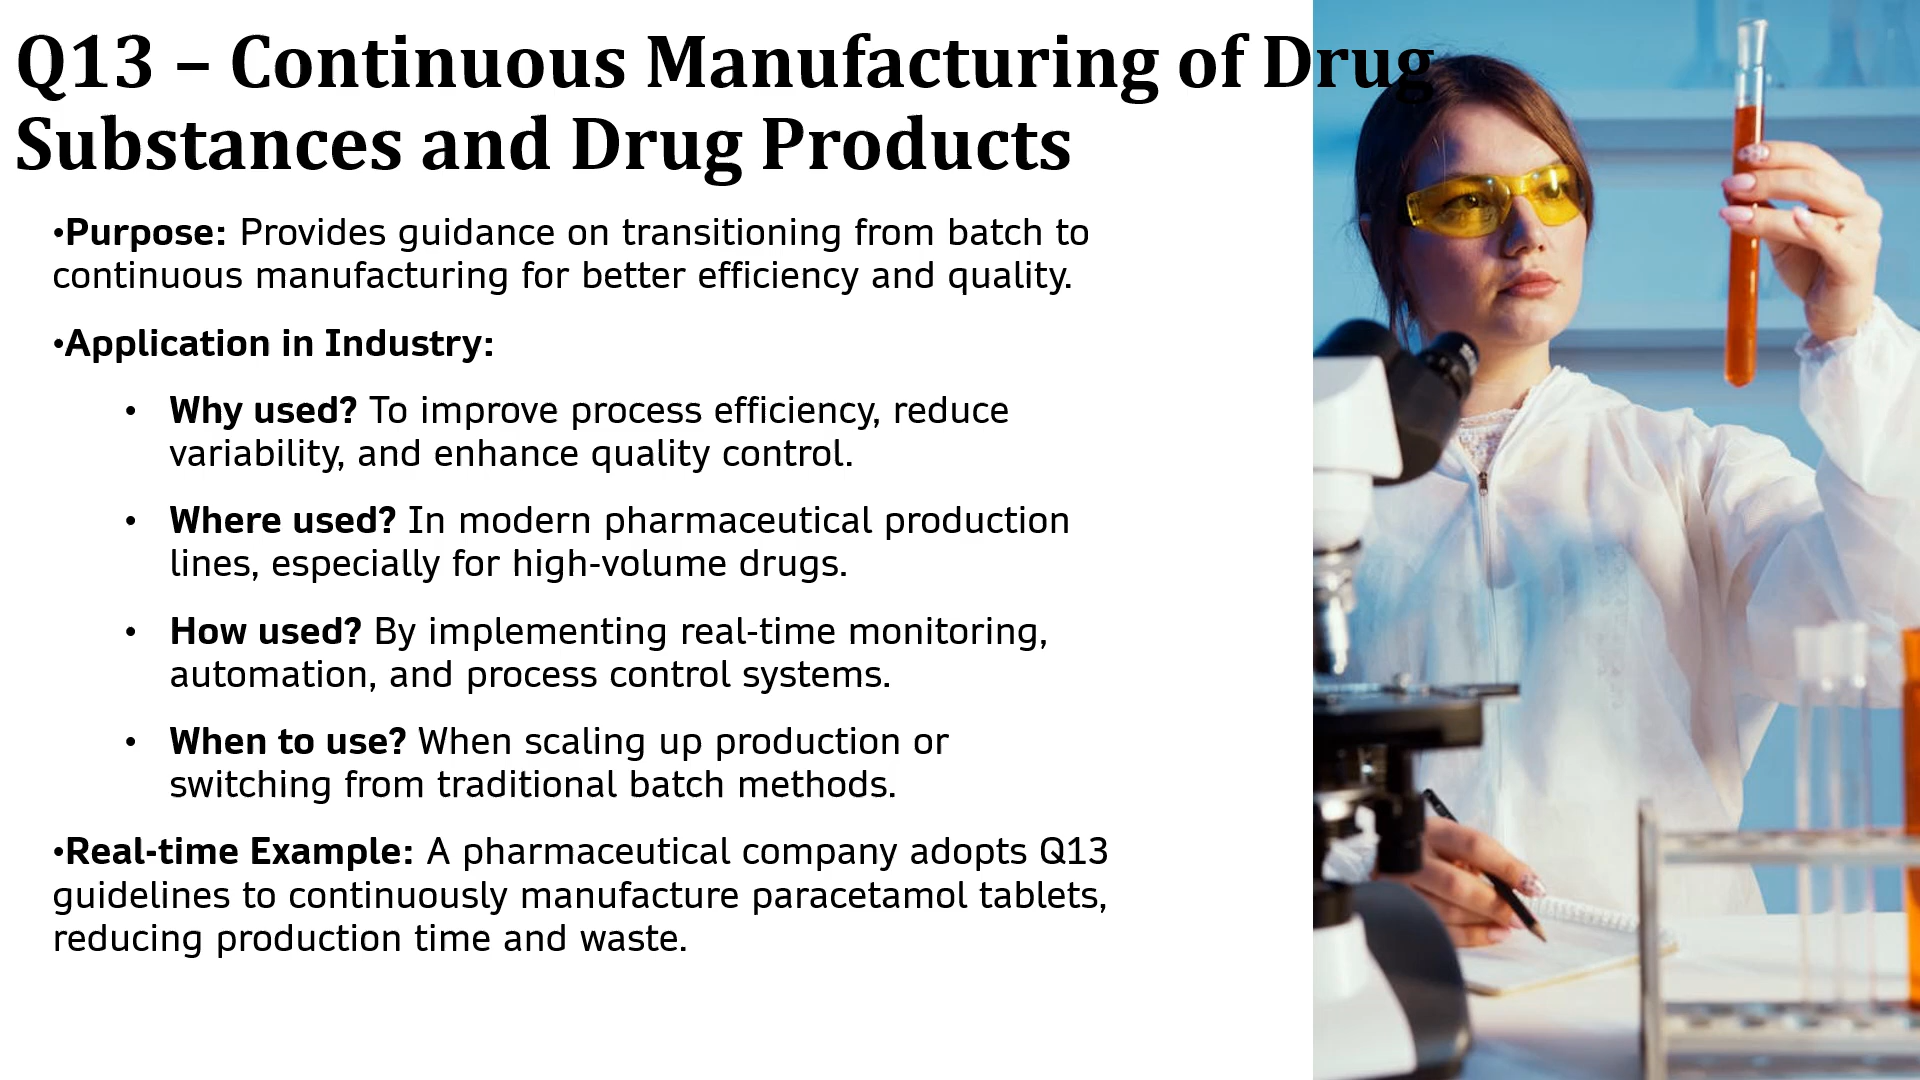 Q13 – Continuous Manufacturing of Drug
Substances and Drug Products
•Purpose: Provides guidance on transitioning from batch to
continuous manufacturing for better efficiency and quality.
•Application in Industry:
• Why used? To improve process efficiency, reduce
variability, and enhance quality control.
• Where used? In modern pharmaceutical production
lines, especially for high-volume drugs.
• How used? By implementing real-time monitoring,
automation, and process control systems.
• When to use? When scaling up production or
switching from traditional batch methods.
•Real-time Example: A pharmaceutical company adopts Q13
guidelines to continuously manufacture paracetamol tablets,
reducing production time and waste.